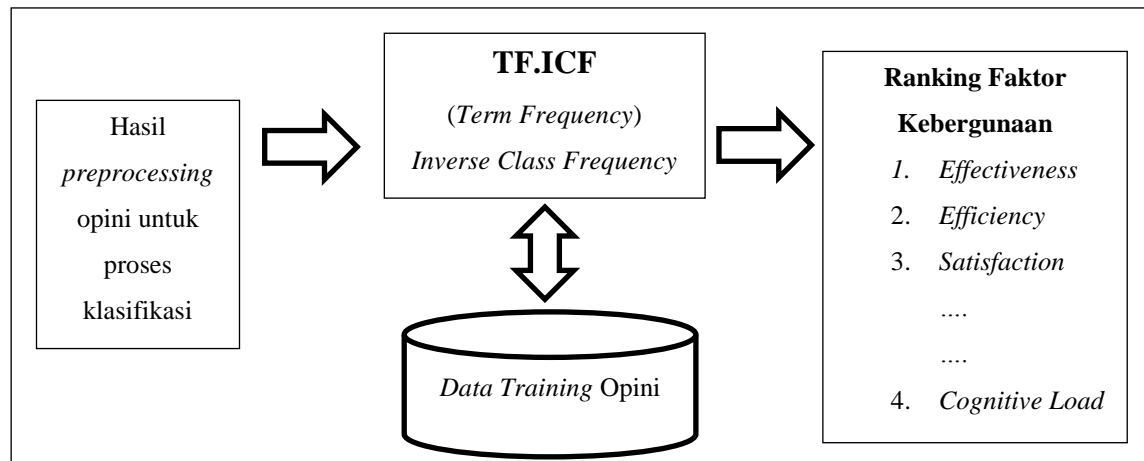 Hasil
preprocessing
opini untuk
proses
klasifikasi
TF.ICF
(Term Frequency)
Inverse Class Frequency
Data Training Opini
Ranking Faktor
Kebergunaan
1. Effectiveness
2. Efficiency
3. Satisfaction
....
....
4. Cognitive Load